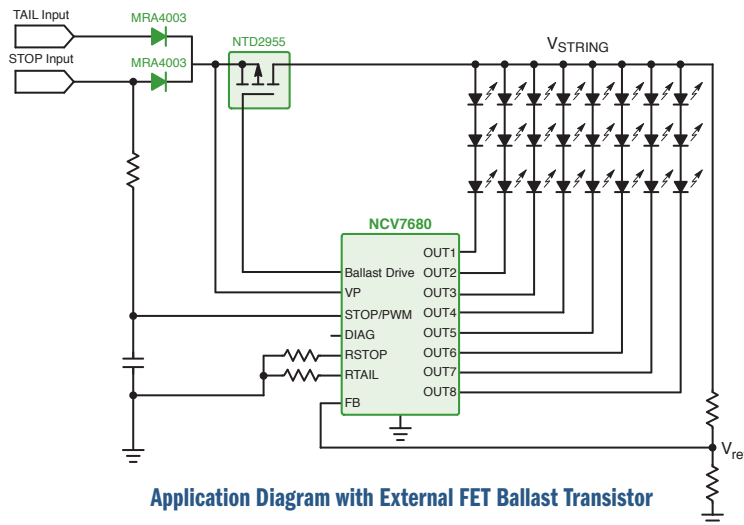 TAIL Input
MRA4003
STOP Input
MRA4003
NTD2955
VSTRING
NCV7680
OUT1
Ballast Drive OUT2
VP OUT3
STOP/PWM OUT4
DIAG OUT5
RSTOP OUT6
RTAIL OUT7
OUT8
FB
Vre
Application Diagram with External FET Ballast Transistor